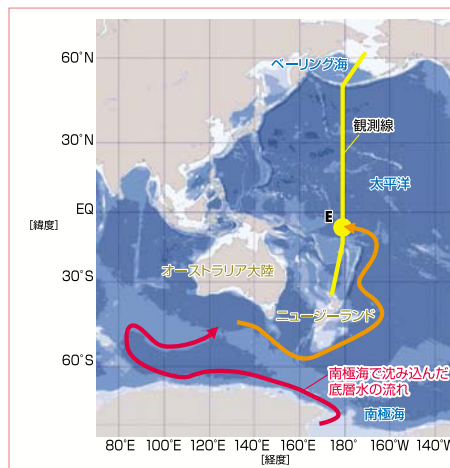 60˚N
ベーリング海
30˚N
観測線
太平洋
EQ
E
[緯度]
オーストラリア大陸
30˚S
ニュージーランド
60˚S
南極海で沈み込んだ
底層水の流れ
南極海
80˚E 100˚E 120˚E 140˚E 160˚E 180˚ 160˚W 140˚W
[経度]